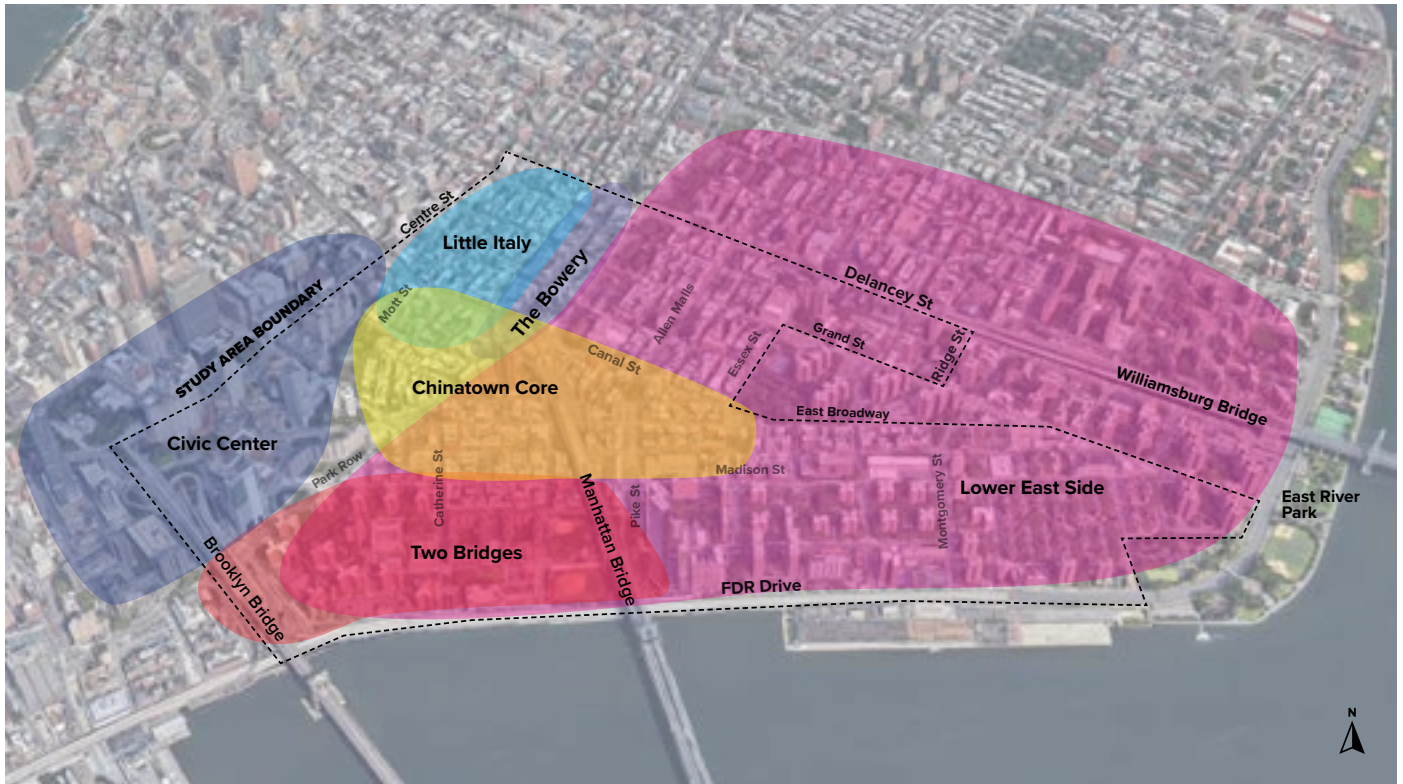 Centre St
Little Italy
Mott St
The Bowery
STUDY AREA BOUNDARY
Allen Malls
Delancey St
Canal St
Essex St
Grand St
Ridge St
Williamsburg Bridge
Chinatown Core
East Broadway
Civic Center
Park Row
Catherine St
Madison St
Pike St
Montgomery St
Lower East Side
East River
Park
Manhattan Bridge
Two Bridges
Brooklyn Bridge
FDR Drive
N